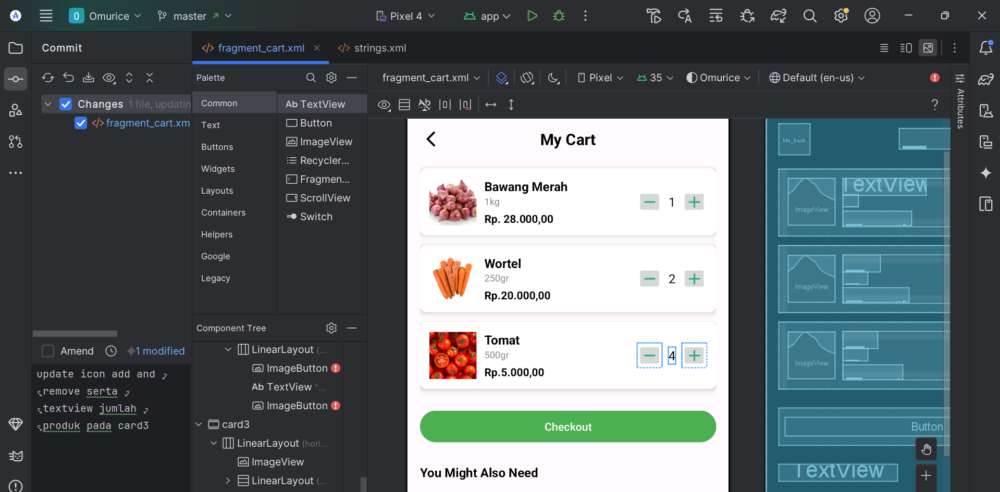 O Omurice
master
Pixel 4
app
Commit
fragment_cart.xml
strings.xml
Palette
fragment_cart.xml
Pixel
35
Omurice
Default (en-us)
Attributes
Changes 1 file, updatin
fragment_cart.xm
Common
Text
Buttons
Widgets
Layouts
Containers
Helpers
Google
Legacy
Ab TextView
Button
ImageView
Recycler...
Fragmen...
ScrollView
Switch
Component Tree
LinearLayout (...
ImageButton
Ab TextView "...
ImageButton
card3
LinearLayout (hori...
ImageView
LinearLayout (...
Amend
1 modified
update icon add and
remove serta
textview jumlah
produk pada card3
My Cart
Bawang Merah
1kg
Rp. 28.000,00
1
Wortel
250gr
Rp.20.000,00
2
Tomat
500gr
Rp.5.000,00
4
Checkout
You Might Also Need
btn_back
TextView
ImageView
ImageView
ImageView
Button
TextView